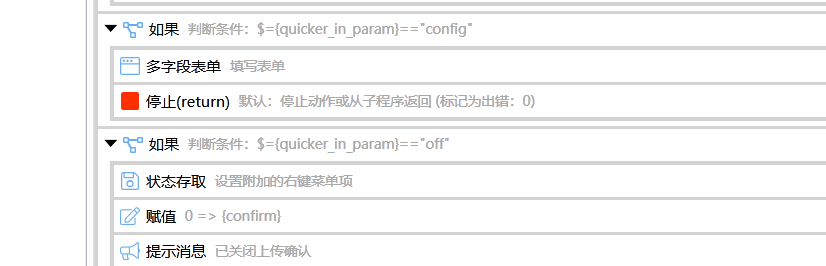 如果 判断条件：$={quicker_in_param}=="config"
多字段表单 填写表单
停止(return) 默认：停止动作或从子程序返回 (标记为出错：0)
如果 判断条件：$={quicker_in_param}=="off"
状态存取 设置附加的右键菜单项
赋值 0 => {confirm}
提示消息 已关闭上传确认